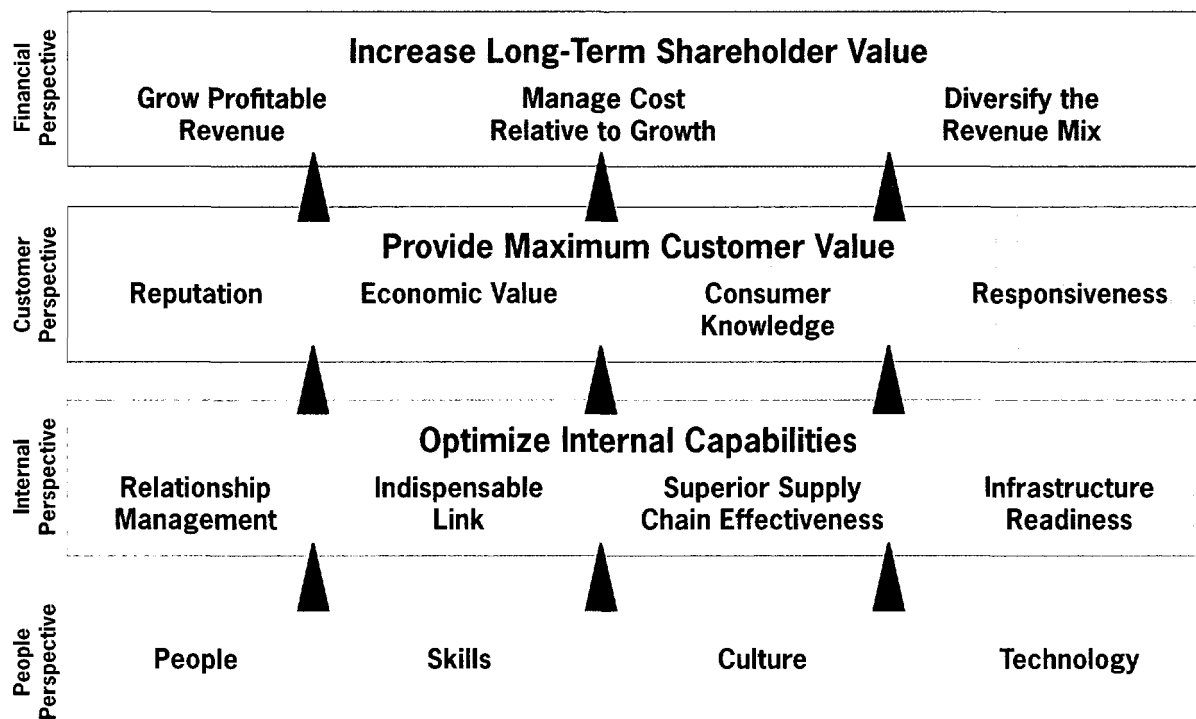 Financial
Perspective
Increase Long-Term Shareholder Value
Grow Profitable
Revenue
Manage Cost
Relative to Growth
Diversify the
Revenue Mix
Customer
Perspective
Provide Maximum Customer Value
Reputation
Economic Value
Consumer
Knowledge
Responsiveness
Internal
Perspective
Optimize Internal Capabilities
Relationship
Management
Indispensable
Link
Superior Supply
Chain Effectiveness
Infrastructure
Readiness
People
Perspective
People
Skills
Culture
Technology